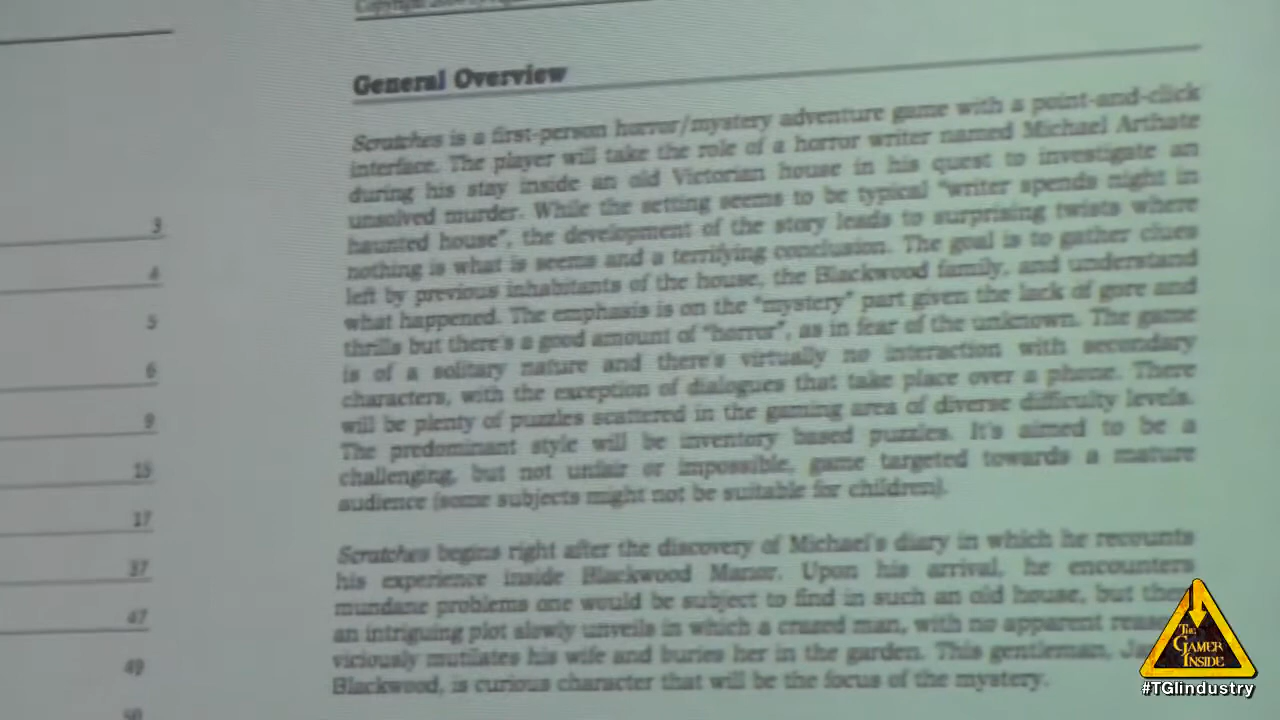 General Overview
Scratches is a first-person horror/mystery adventure game with a point-and-click
interface. The player will take the role of a horror writer named Michael Arthate
during his stay inside an old Victorian house in his quest to investigate an
unsolved murder. While the setting seems to be typical "writer spends night in
haunted house", the development of the story leads to surprising twists where
nothing is what is seems and a terrifying conclusion. The goal is to gather clues
left by previous inhabitants of the house, the Blackwood family, and understand
what happened. The emphasis is on the "mystery" part given the lack of gore and
thrills but there's a good amount of "horror", as in fear of the unknown. The game
is of a solitary nature and there's virtually no interaction with secondary
characters, with the exception of dialogues that take place over a phone. There
will be plenty of puzzles scattered in the gaming area of diverse difficulty levels.
The predominant style will be inventory based puzzles. It's aimed to be a
challenging, but not unfair or impossible, game targeted towards a mature
audience (some subjects might not be suitable for children).
Scratches begins right after the discovery of Michael's diary in which he recounts
his experience inside Blackwood Manor. Upon his arrival, he encounters
mundane problems one would be subject to find in such an old house, but
an intriguing plot slowly unveils in which a crazed man, with no apparent
viciously mutilates his wife and buries her in the garden. This gentleman,
Blackwood, is curious character that will be the focus of the mystery.
3
4
5
6
9
15
17
37
47
49
50
The
Gamer
Inside
#TGIindustry